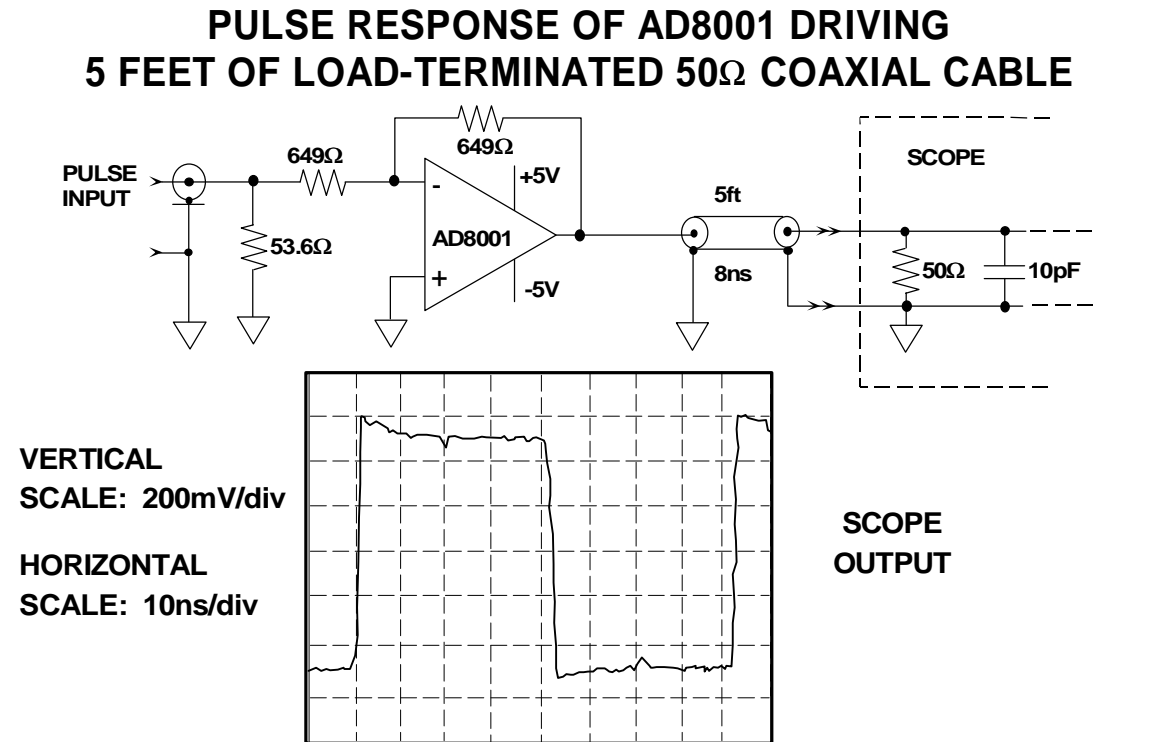 PULSE RESPONSE OF AD8001 DRIVING
5 FEET OF LOAD-TERMINATED 50Ω COAXIAL CABLE
649Ω
649Ω
PULSE
INPUT
+5V
-
AD8001
53.6Ω
+
-5V
5ft
8ns
SCOPE
50Ω
10pF
VERTICAL
SCALE: 200mV/div
HORIZONTAL
SCALE: 10ns/div
SCOPE
OUTPUT